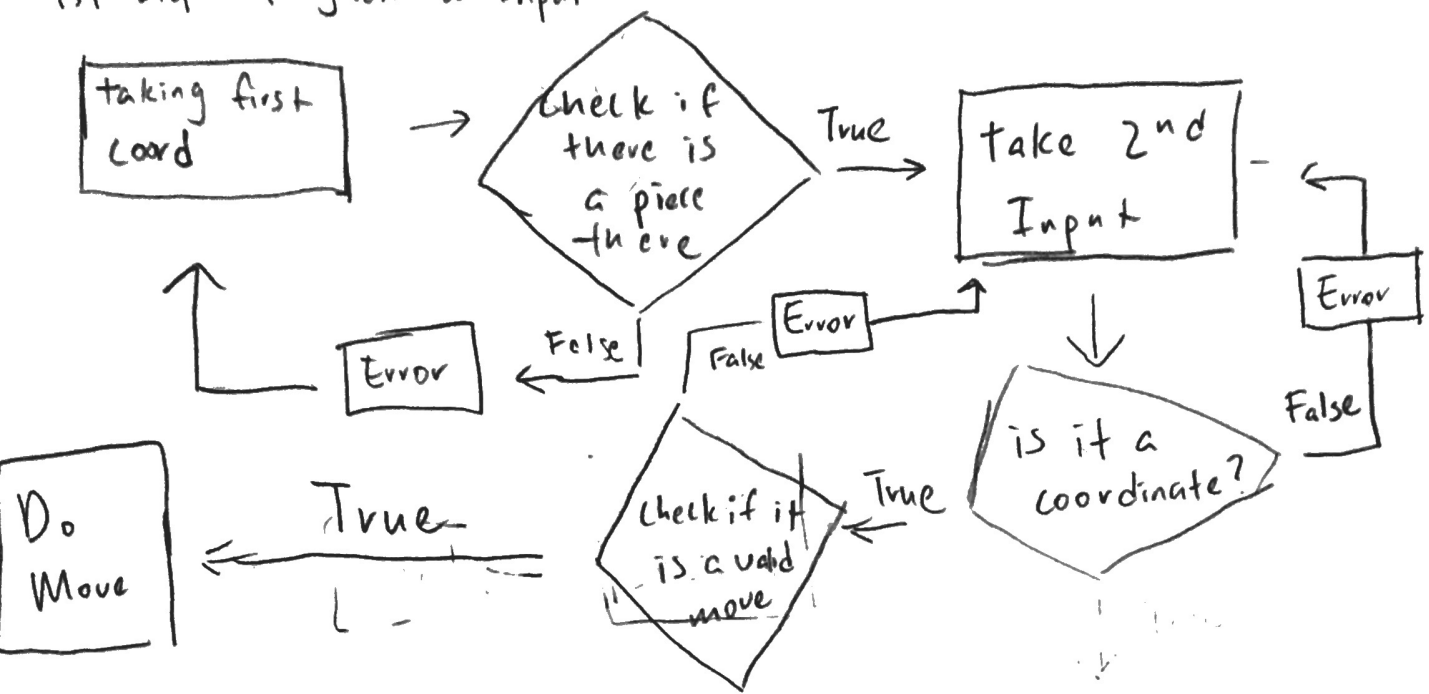 taking first
coord
Check if
there is
a piece
there
True
take 2nd
Input
False
Error
False
Error
Error
False
is it a
coordinate?
True
check if it
is a valid
move
True
Do
Move